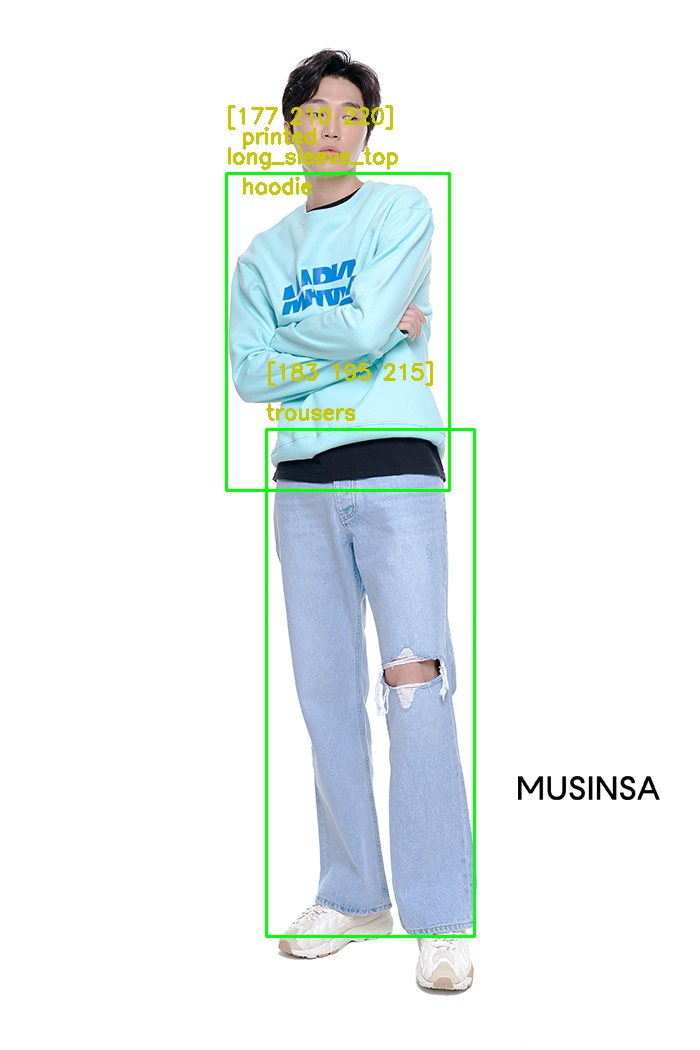 [177 210 220]
printed
long_sleeve_top
hoodie
[183 195 215]
trousers
MUSINSA